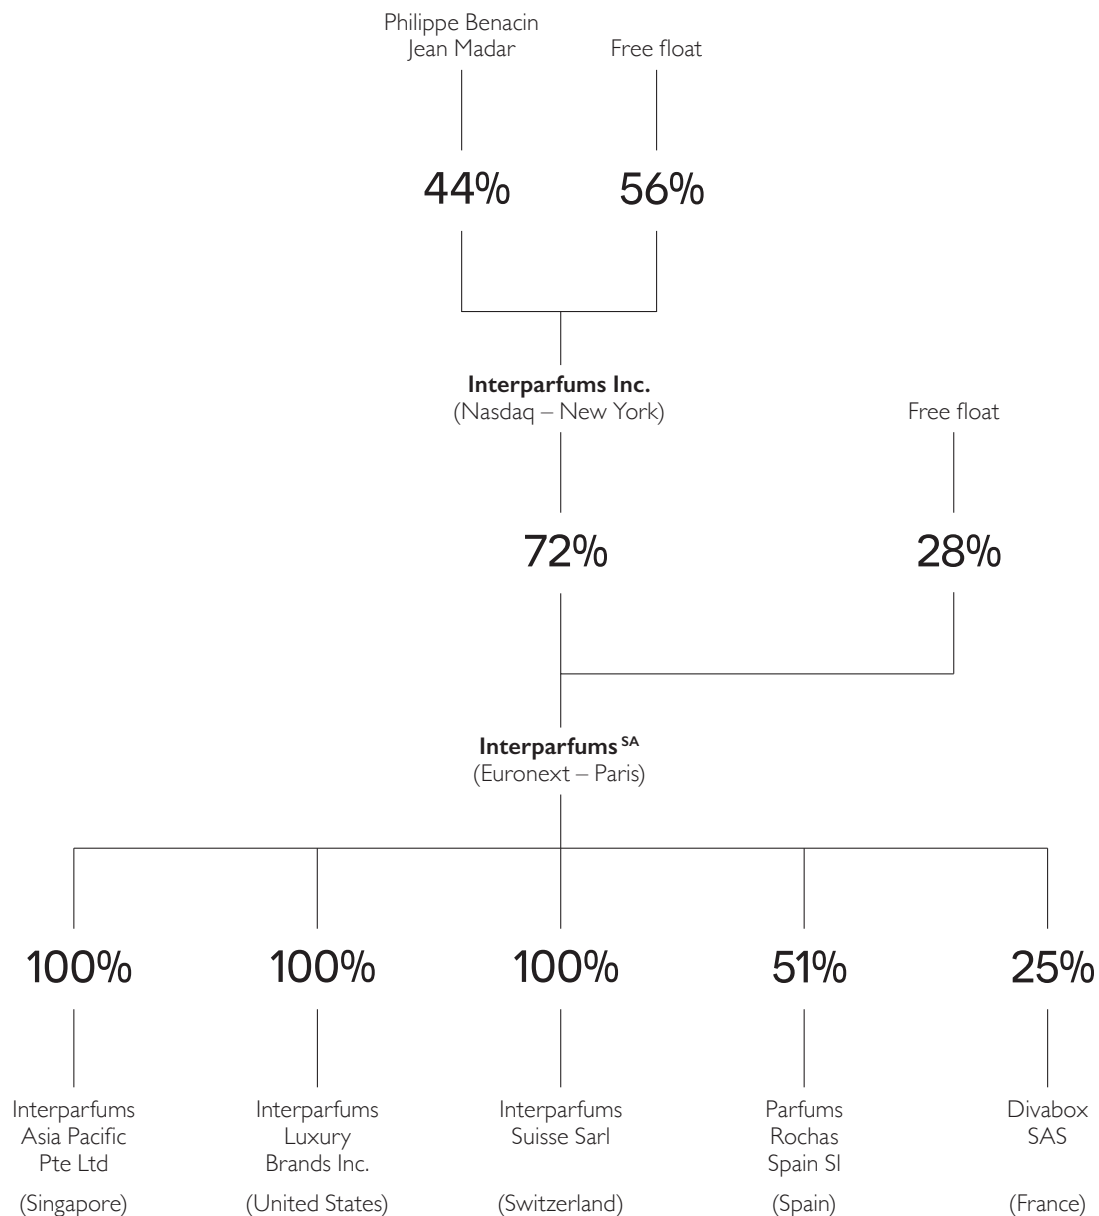 Philippe Benacin
Jean Madar
Free float
44%
56%
Interparfums Inc.
(Nasdaq – New York)
Free float
72%
28%
Interparfums SA
(Euronext – Paris)
100%
100%
100%
51%
25%
Interparfums
Asia Pacific
Pte Ltd
(Singapore)
Interparfums
Luxury
Brands Inc.
(United States)
Interparfums
Suisse Sarl
(Switzerland)
Parfums
Rochas
Spain Sl
(Spain)
Divabox
SAS
(France)